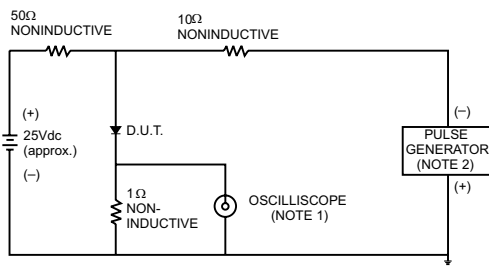 50Ω
NONINDUCTIVE
10Ω
NONINDUCTIVE
(+)
25Vdc
(approx.)
(–)
D.U.T.
1Ω
NON-
INDUCTIVE
OSCILLISCOPE
(NOTE 1)
(–)
PULSE
GENERATOR
(NOTE 2)
(+)